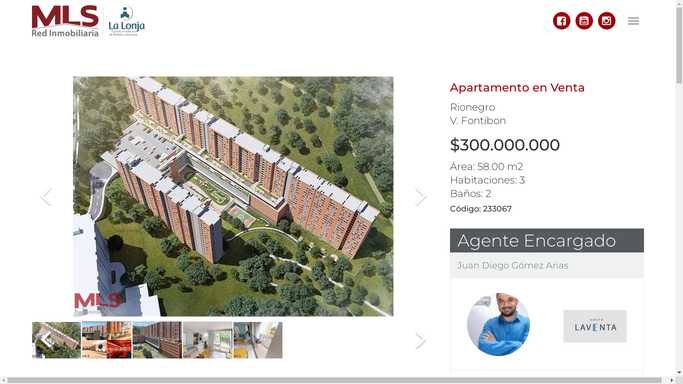 MLS
Red Inmobiliaria
La Lonja
Apartamento en Venta
Rionegro
V. Fontibon
$300.000.000
Área: 58.00 m2
Habitaciones: 3
Baños: 2
Código: 233067
Agente Encargado
Juan Diego Gómez Arias
MLS
GRUPO
LAVENTA